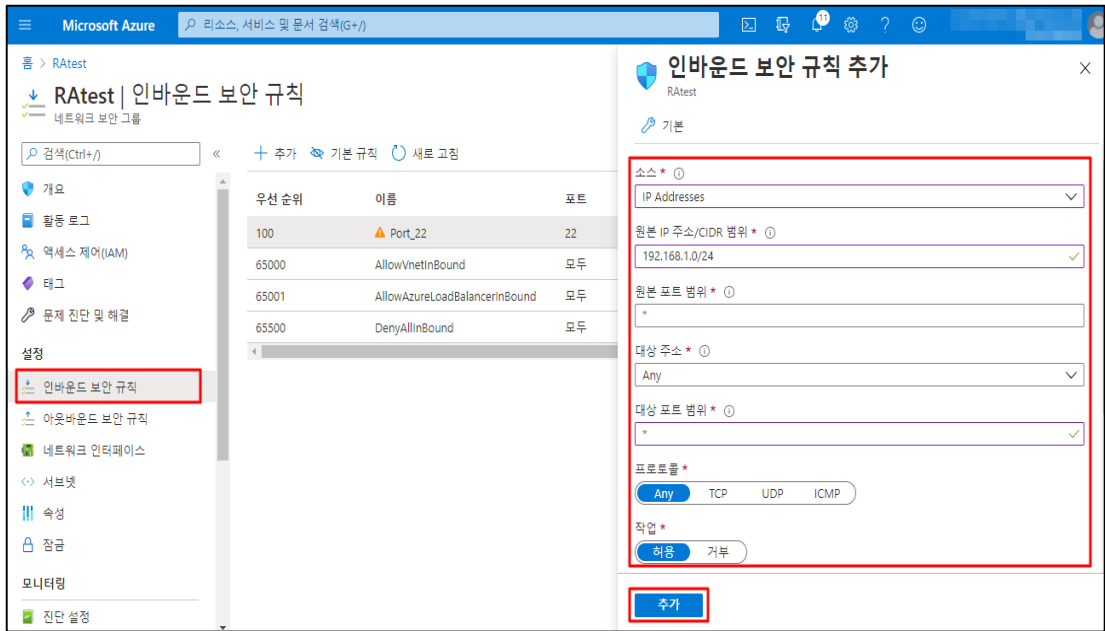 Microsoft Azure
리소스, 서비스 및 문서 검색(G+/)
11
홈 > RAtest
RAtest | 인바운드 보안 규칙
네트워크 보안 그룹
검색(Ctrl+/)
«
개요
활동 로그
액세스 제어(IAM)
태그
문제 진단 및 해결
설정
인바운드 보안 규칙
아웃바운드 보안 규칙
네트워크 인터페이스
서브넷
속성
잠금
모니터링
진단 설정
추가 기본 규칙 새로 고침
우선 순위 이름 포트
100 Port_22 22
65000 AllowVnetInBound 모두
65001 AllowAzureLoadBalancerInBound 모두
65500 DenyAllInBound 모두
인바운드 보안 규칙 추가
RAtest
기본
소스 *
IP Addresses
원본 IP 주소/CIDR 범위 *
192.168.1.0/24
원본 포트 범위 *
*
대상 주소 *
Any
대상 포트 범위 *
*
프로토콜 *
Any TCP UDP ICMP
작업 *
허용 거부
추가